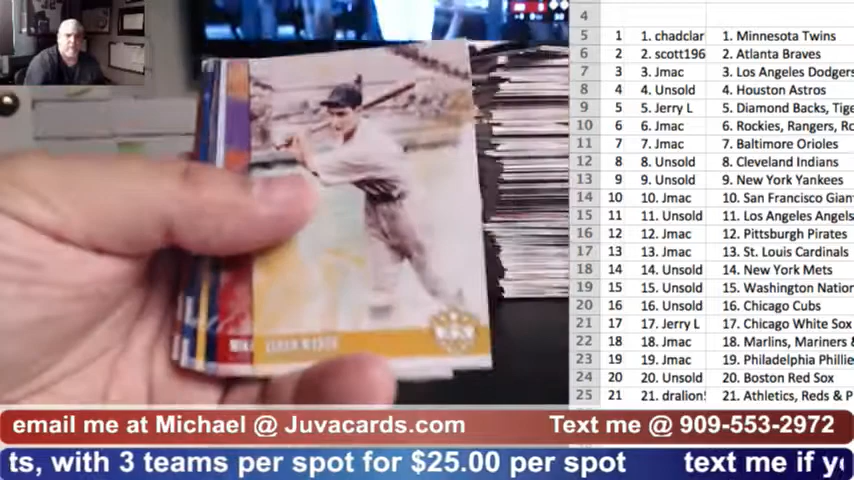 4
5 1 1. chadclar 1. Minnesota Twins
6 2 2. scott196 2. Atlanta Braves
7 3 3. Jmac 3. Los Angeles Dodgers
8 4 4. Unsold 4. Houston Astros
9 5 5. Jerry L 5. Diamond Backs, Tige
10 6 6. Jmac 6. Rockies, Rangers, Ro
11 7 7. Jmac 7. Baltimore Orioles
12 8 8. Unsold 8. Cleveland Indians
13 9 9. Unsold 9. New York Yankees
14 10 10. Jmac 10. San Francisco Gian
15 11 11. Unsold 11. Los Angeles Angels
16 12 12. Jmac 12. Pittsburgh Pirates
17 13 13. Jmac 13. St. Louis Cardinals
18 14 14. Unsold 14. New York Mets
19 15 15. Unsold 15. Washington Nation
20 16 16. Unsold 16. Chicago Cubs
21 17 17. Jerry L 17. Chicago White Sox
22 18 18. Jmac 18. Marlins, Mariners &
23 19 19. Jmac 19. Philadelphia Phillie
24 20 20. Unsold 20. Boston Red Sox
25 21 21. dralion! 21. Athletics, Reds & P
email me at Michael @ Juvacards.com Text me @ 909-553-2972
ts, with 3 teams per spot for $25.00 per spot text me if yo